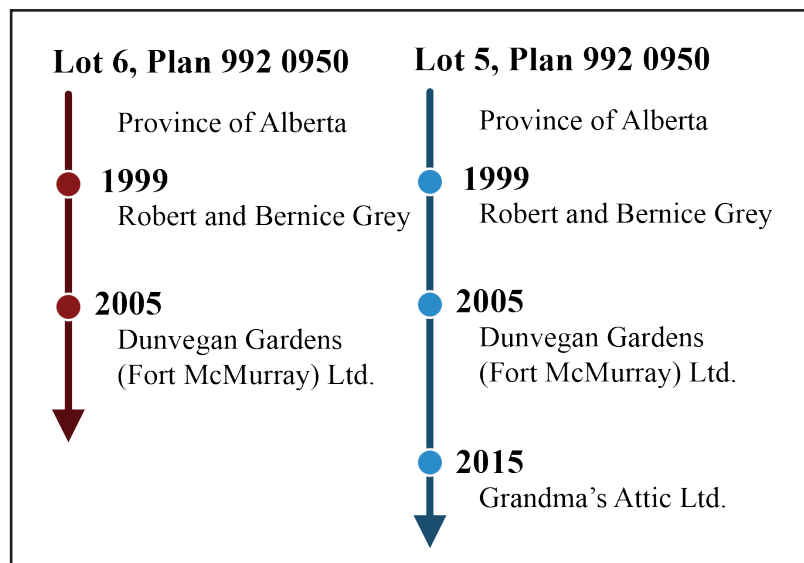 Lot 6, Plan 992 0950
Province of Alberta
1999
Robert and Bernice Grey
2005
Dunvegan Gardens
(Fort McMurray) Ltd.
Lot 5, Plan 992 0950
Province of Alberta
1999
Robert and Bernice Grey
2005
Dunvegan Gardens
(Fort McMurray) Ltd.
2015
Grandma’s Attic Ltd.